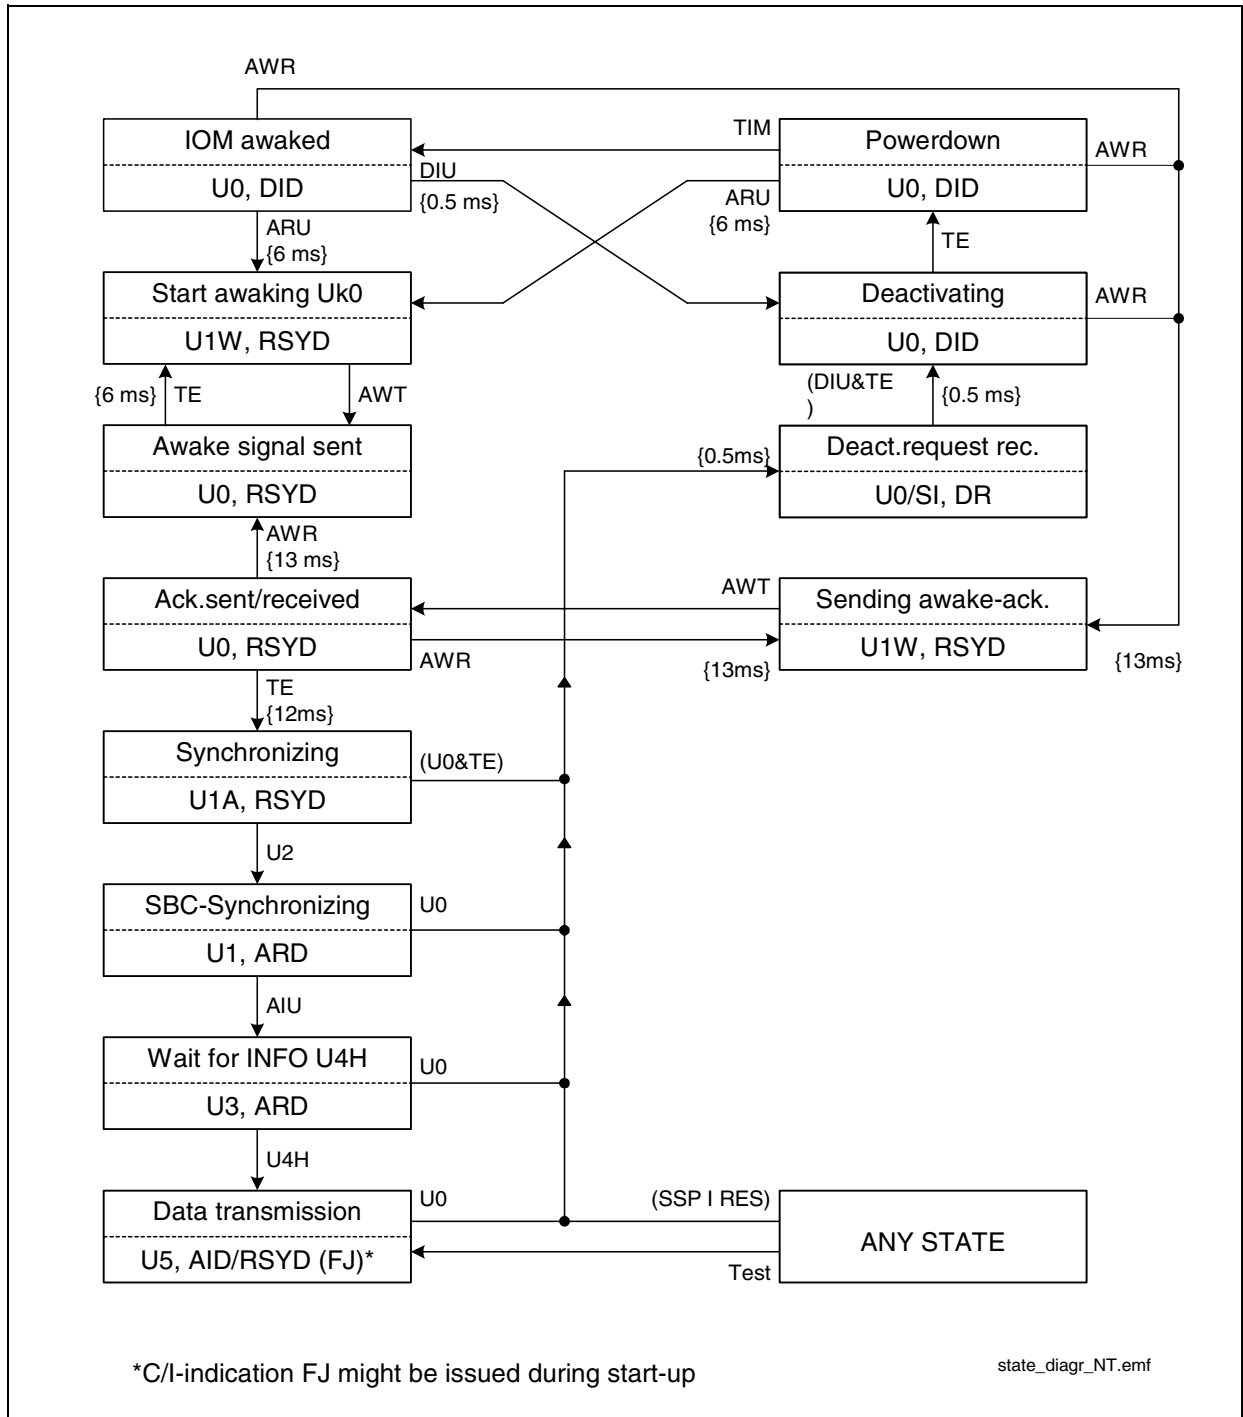 AWR
IOM awaked
U0, DID
TIM
Powerdown
U0, DID
AWR
DIU
{0.5 ms}
ARU
{6 ms}
ARU
{6 ms}
TE
Start awaking Uk0
U1W, RSYD
Deactivating
U0, DID
AWR
{6 ms}
TE
AWT
(DIU&TE
)
{0.5 ms}
Awake signal sent
U0, RSYD
{0.5ms}
Deact.request rec.
U0/SI, DR
AWR
{13 ms}
Ack.sent/received
U0, RSYD
AWT
Sending awake-ack.
U1W, RSYD
AWR
{13ms}
{13ms}
TE
{12ms}
Synchronizing
U1A, RSYD
(U0&TE)
U2
SBC-Synchronizing
U1, ARD
U0
AIU
Wait for INFO U4H
U3, ARD
U0
U4H
Data transmission
U5, AID/RSYD (FJ)*
U0
(SSP I RES)
ANY STATE
Test
*C/I-indication FJ might be issued during start-up
state_diagr_NT.emf